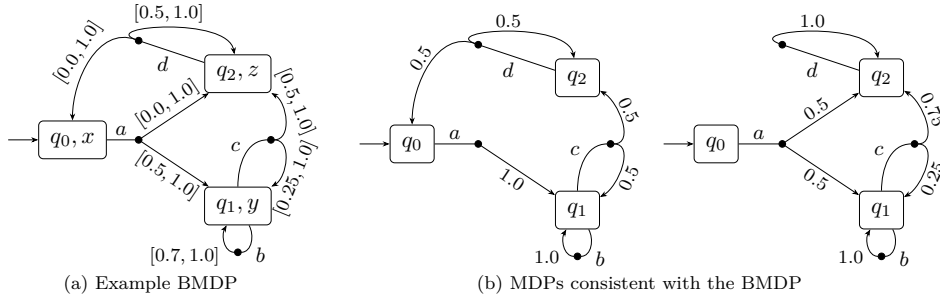 [0.5, 1.0]
[0.0, 1.0]
d
q₂, z
[0.0, 1.0]
[0.5, 1.0]
q₀, x
a
c
[0.5, 1.0]
[0.25, 1.0]
q₁, y
[0.7, 1.0]
b
(a) Example BMDP
0.5
0.5
d
q₂
0.5
q₀
a
c
1.0
0.5
q₁
1.0
b
1.0
d
q₂
0.5
0.75
q₀
a
c
0.5
0.25
q₁
1.0
b
(b) MDPs consistent with the BMDP